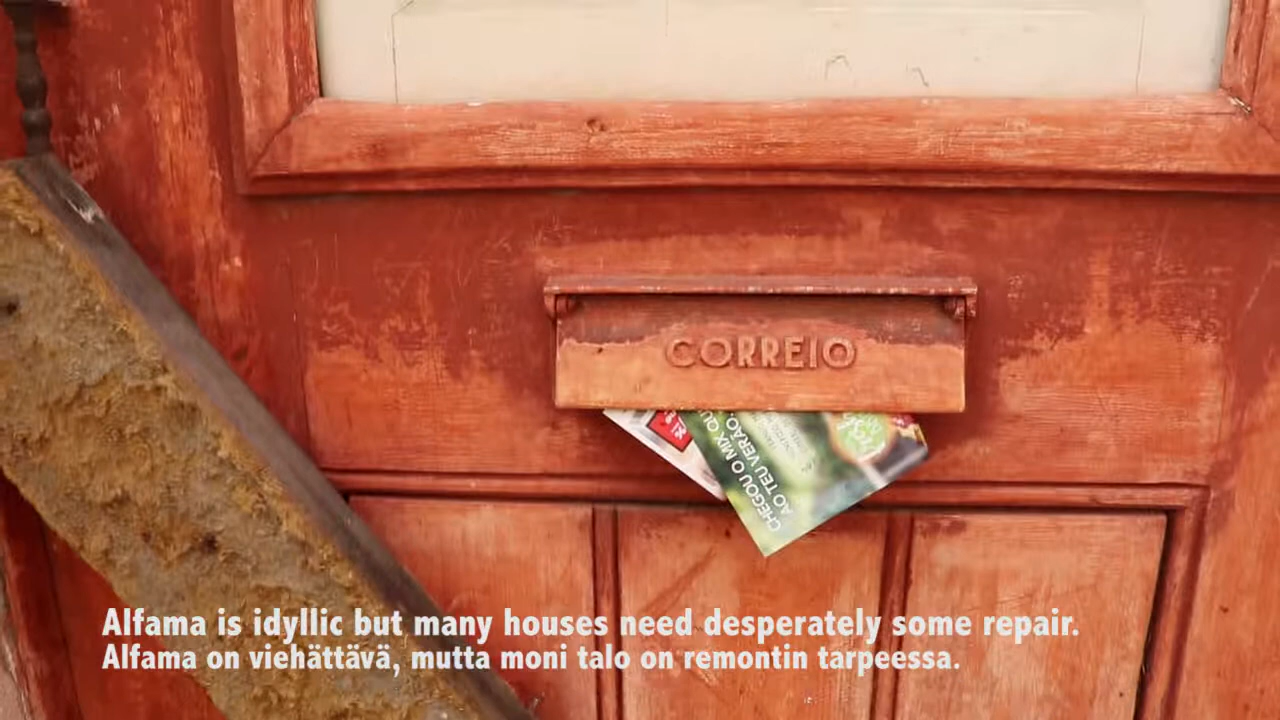 CORREIO
CHEGOU O MIX
AO TEU VERÃO.
Alfama is idyllic but many houses need desperately some repair.
Alfama on viehättävä, mutta moni talo on remontin tarpeessa.